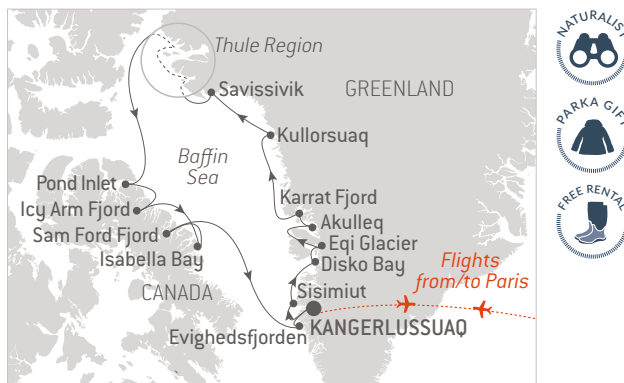 Thule Region
Savissivik
GREENLAND
Kullorsuaq
Baffin
Sea
Pond Inlet
Icy Arm Fjord
Sam Ford Fjord
Isabella Bay
CANADA
Karrat Fjord
Akulleq
Eqi Glacier
Disko Bay
Sisimiut
Flights
from/to Paris
Evighedsfjorden
KANGERLUSSUAQ
NATURALIST
PARKA GIFT
FREE RENTAL